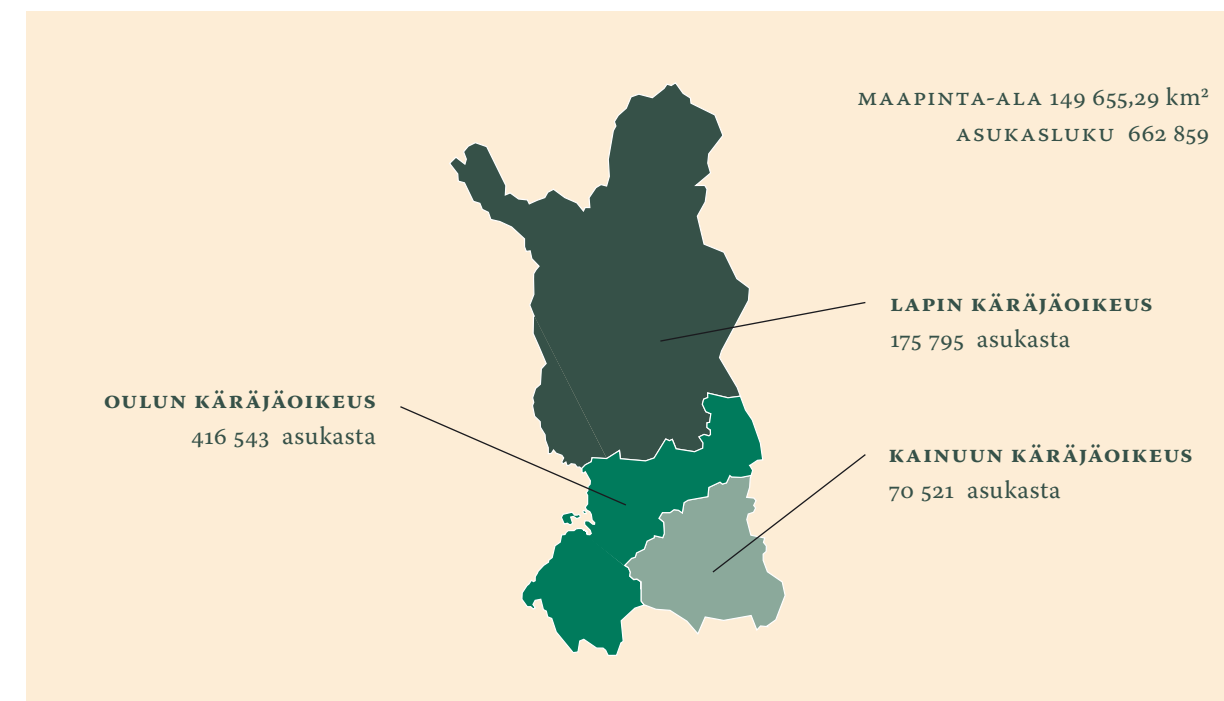 MAAPINTA-ALA 149 655,29 km²
ASUKASLUKU 662 859
LAPIN KÄRÄJÄOIKEUS
175 795 asukasta
OULUN KÄRÄJÄOIKEUS
416 543 asukasta
KAINUUN KÄRÄJÄOIKEUS
70 521 asukasta